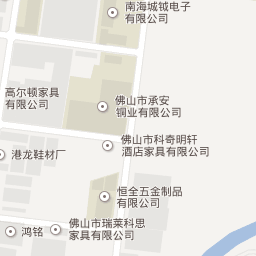 南海城钺电子
有限公司
高尔顿家具
有限公司
佛山市承安
铜业有限公司
佛山市科奇明轩
酒店家具有限公司
港龙鞋材厂
恒全五金制品
有限公司
鸿铭
佛山市瑞莱科思
家具有限公司